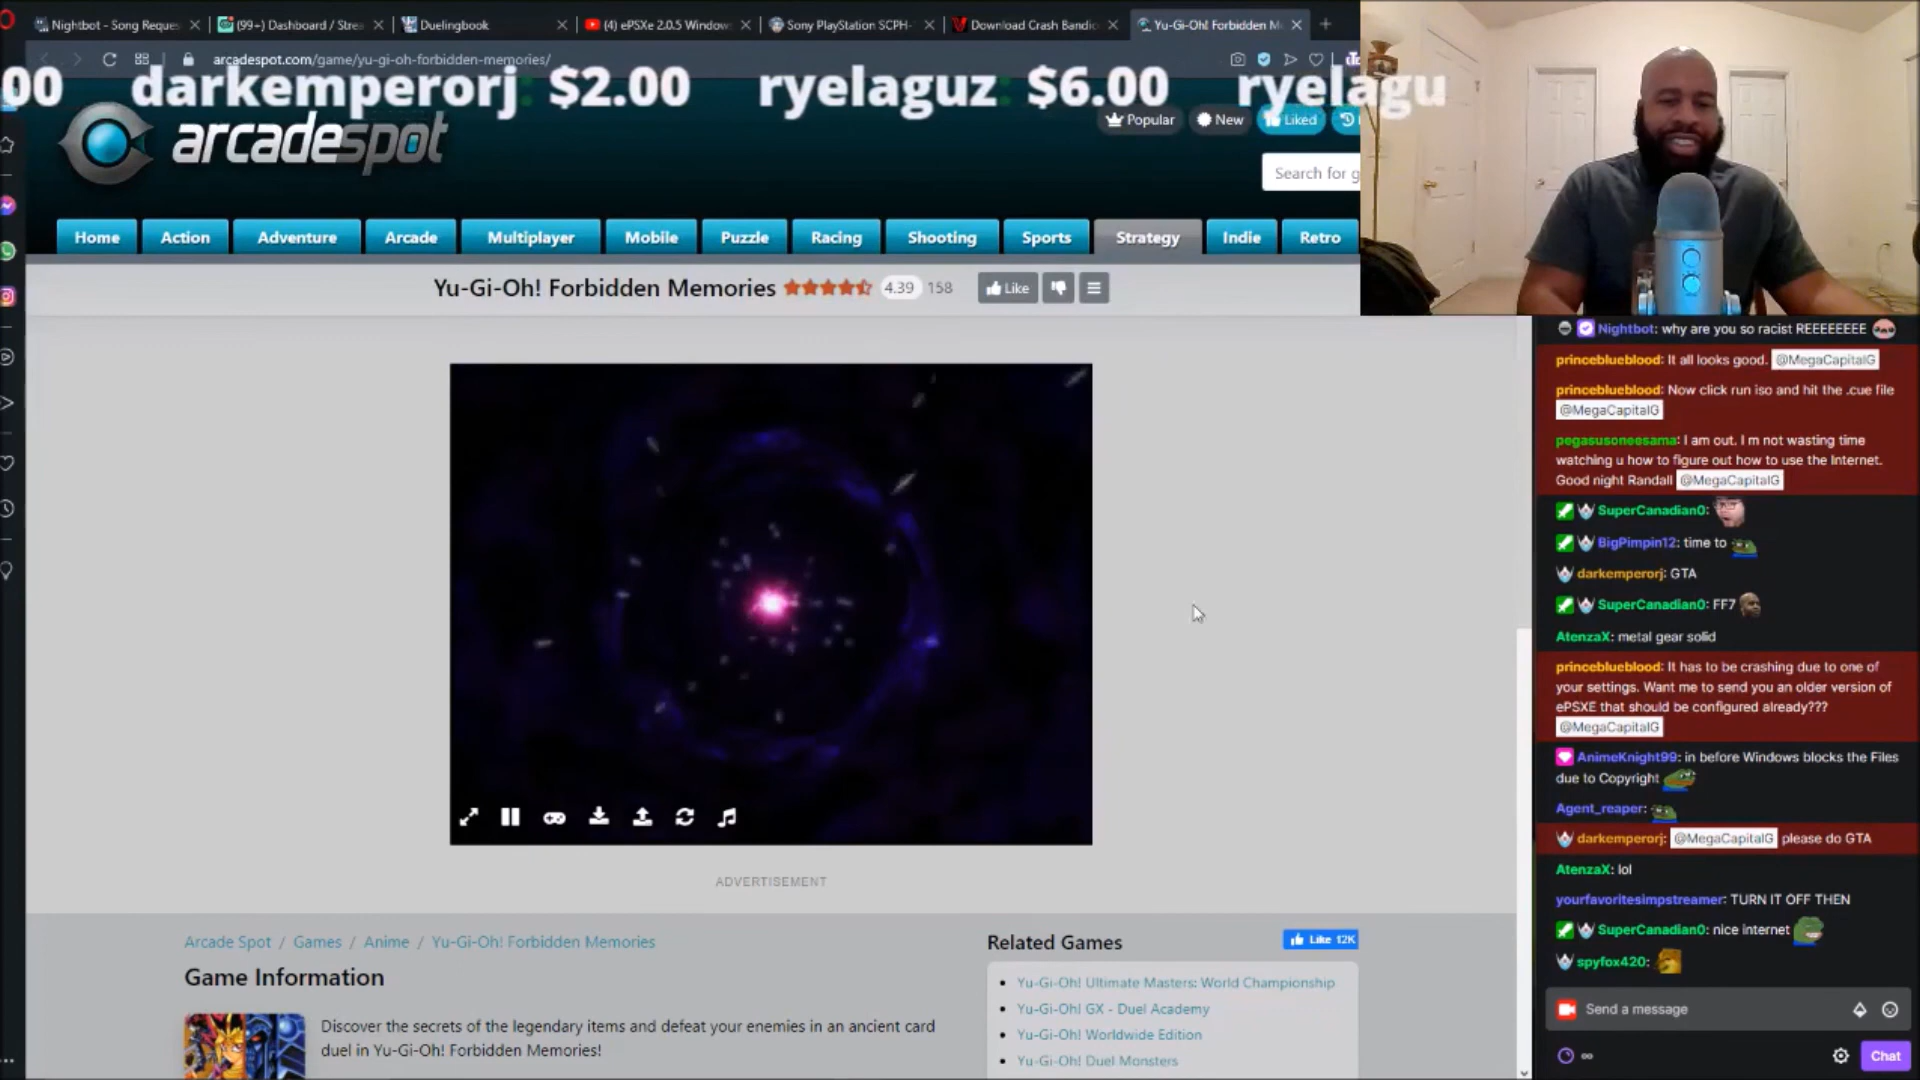 Nightbot - Song Reques
(99+) Dashboard / Strea
Duelingbook
(4) ePSXe 2.0.5 Window
Sony PlayStation SCPH-
Download Crash Bandic
Yu-Gi-Oh! Forbidden M
arcadespot.com/game/yu-gi-oh-forbidden-memories/
00 darkemperorj: $2.00 ryelaguz: $6.00 ryelagu
arcadespot
Popular
New
Liked
Search for g
Home
Action
Adventure
Arcade
Multiplayer
Mobile
Puzzle
Racing
Shooting
Sports
Strategy
Indie
Retro
Yu-Gi-Oh! Forbidden Memories
4.39
158
Like
ADVERTISEMENT
Arcade Spot / Games / Anime / Yu-Gi-Oh! Forbidden Memories
Game Information
Discover the secrets of the legendary items and defeat your enemies in an ancient card
duel in Yu-Gi-Oh! Forbidden Memories!
Related Games
Like 12K
Yu-Gi-Oh! Ultimate Masters: World Championship
Yu-Gi-Oh! GX - Duel Academy
Yu-Gi-Oh! Worldwide Edition
Yu-Gi-Oh! Duel Monsters
Nightbot: why are you so racist REEEEEEEE
princeblueblood: It all looks good. @MegaCapitalG
princeblueblood: Now click run iso and hit the .cue file
@MegaCapitalG
pegasusoneesama: I am out. I m not wasting time
watching u how to figure out how to use the Internet.
Good night Randall @MegaCapitalG
SuperCanadian0:
BigPimpin12: time to
darkemperorj: GTA
SuperCanadian0: FF7
AtenzaX: metal gear solid
princeblueblood: It has to be crashing due to one of
your settings. Want me to send you an older version of
ePSXE that should be configured already???
@MegaCapitalG
AnimeKnight99: in before Windows blocks the Files
due to Copyright
Agent_reaper:
darkemperorj: @MegaCapitalG please do GTA
AtenzaX: lol
yourfavoritesimpstreamer: TURN IT OFF THEN
SuperCanadian0: nice internet
spyfox420:
Send a message
Chat